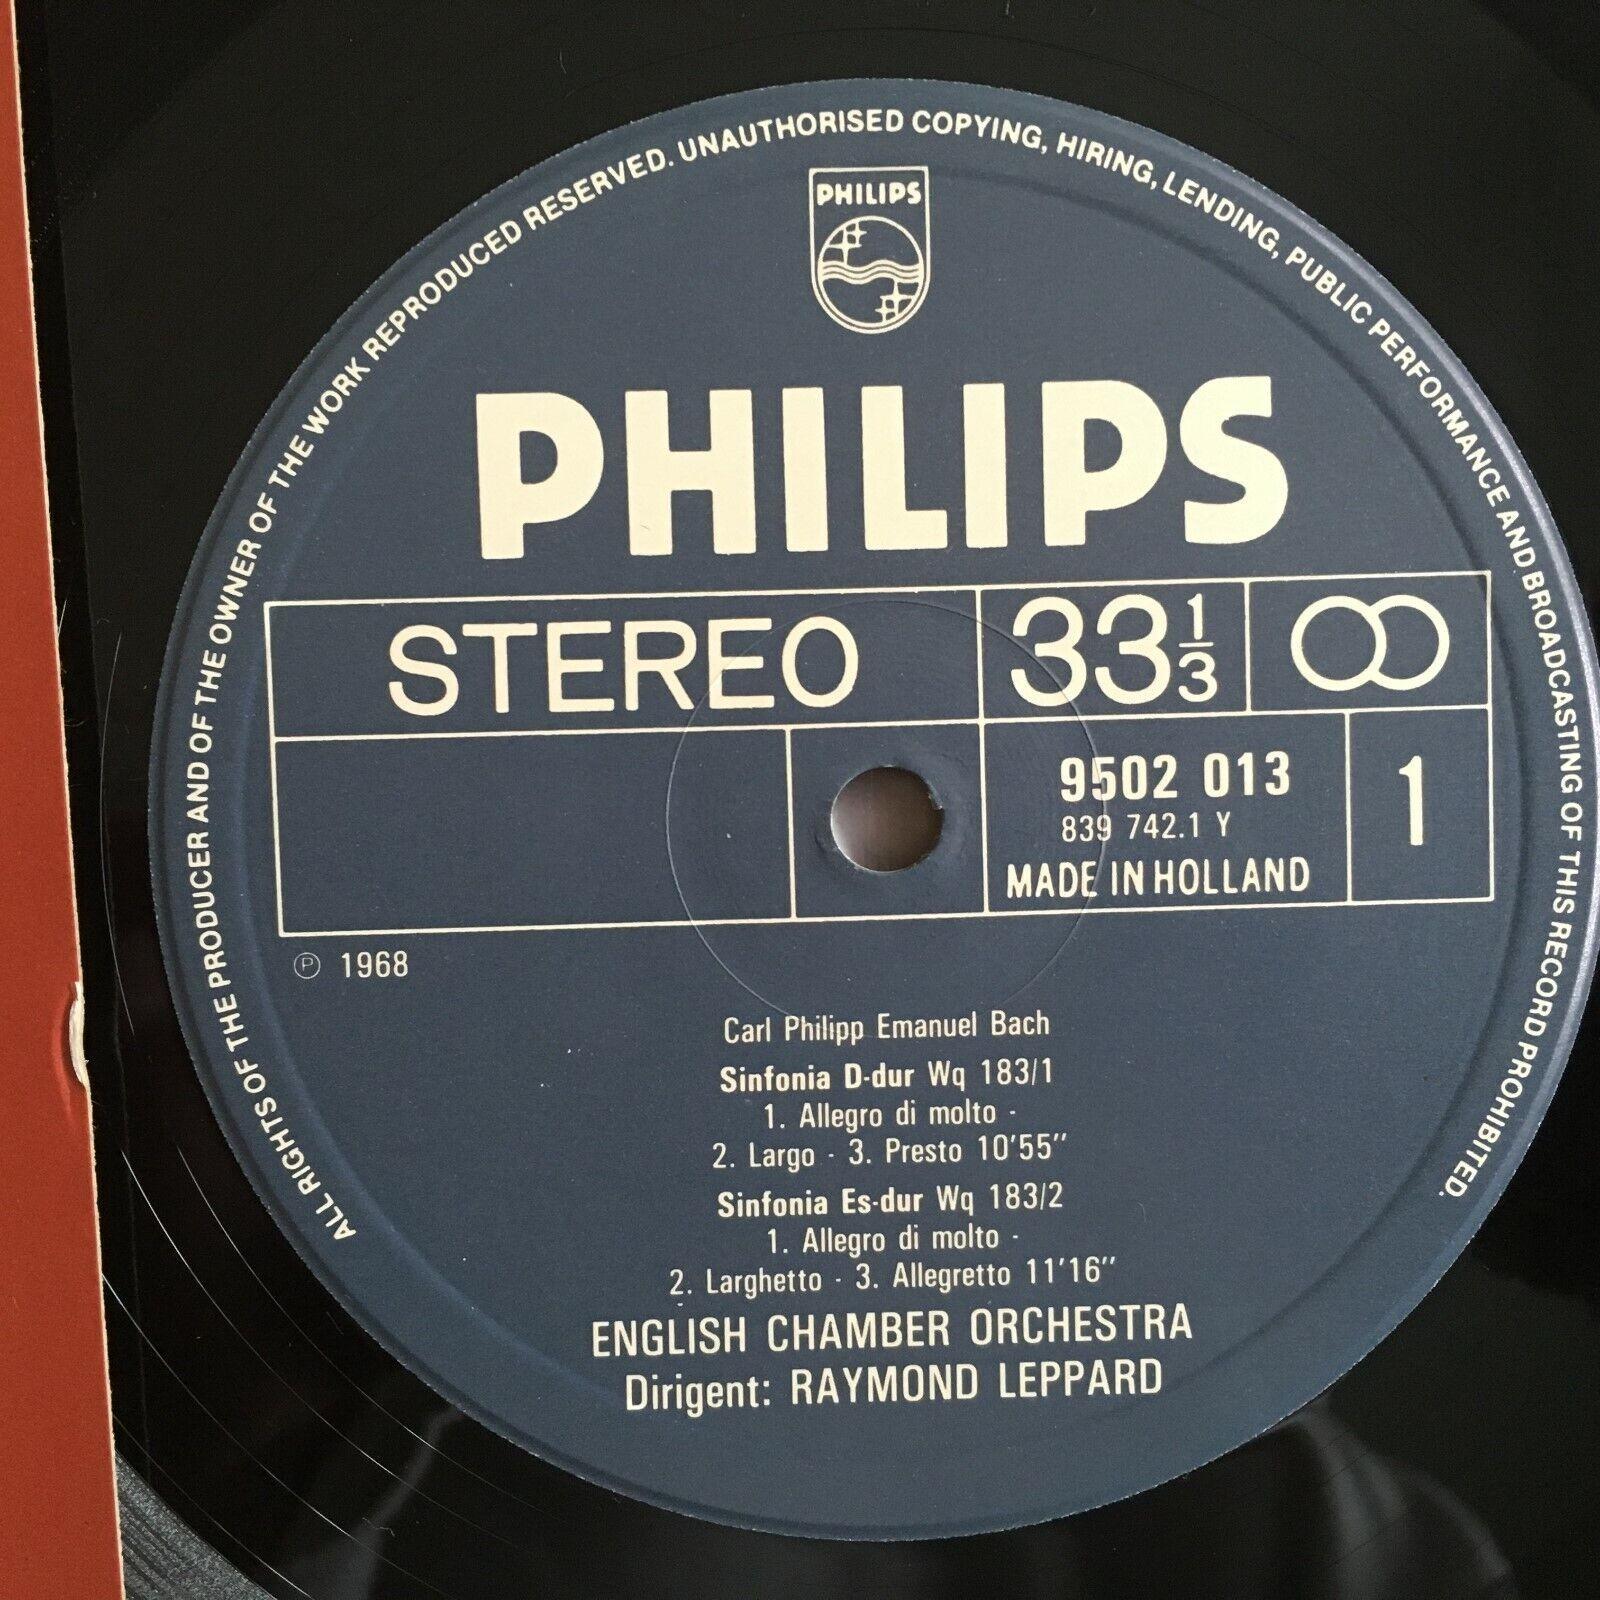 ALL RIGHTS OF THE PRODUCER AND OF THE OWNER OF THE WORK REPRODUCED RESERVED. UNAUTHORISED COPYING, HIRING, LENDING, PUBLIC PERFORMANCE AND BROADCASTING OF THIS RECORD PROHIBITED.
PHILIPS
PHILIPS
STEREO 33 1/3
9502 013 1
839 742.1 Y
MADE IN HOLLAND
℗ 1968
Carl Philipp Emanuel Bach
Sinfonia D-dur Wq 183/1
1. Allegro di molto -
2. Largo - 3. Presto 10'55''
Sinfonia Es-dur Wq 183/2
1. Allegro di molto -
2. Larghetto - 3. Allegretto 11'16''
ENGLISH CHAMBER ORCHESTRA
Dirigent: RAYMOND LEPPARD